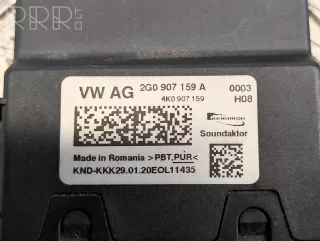 VW AG 2G0 907 159 A 0003
4K0 907 159 H08
KENDRION
Soundaktor
Made in Romania >PBT,PUR<
KND-KKK29.01.20EOL11435